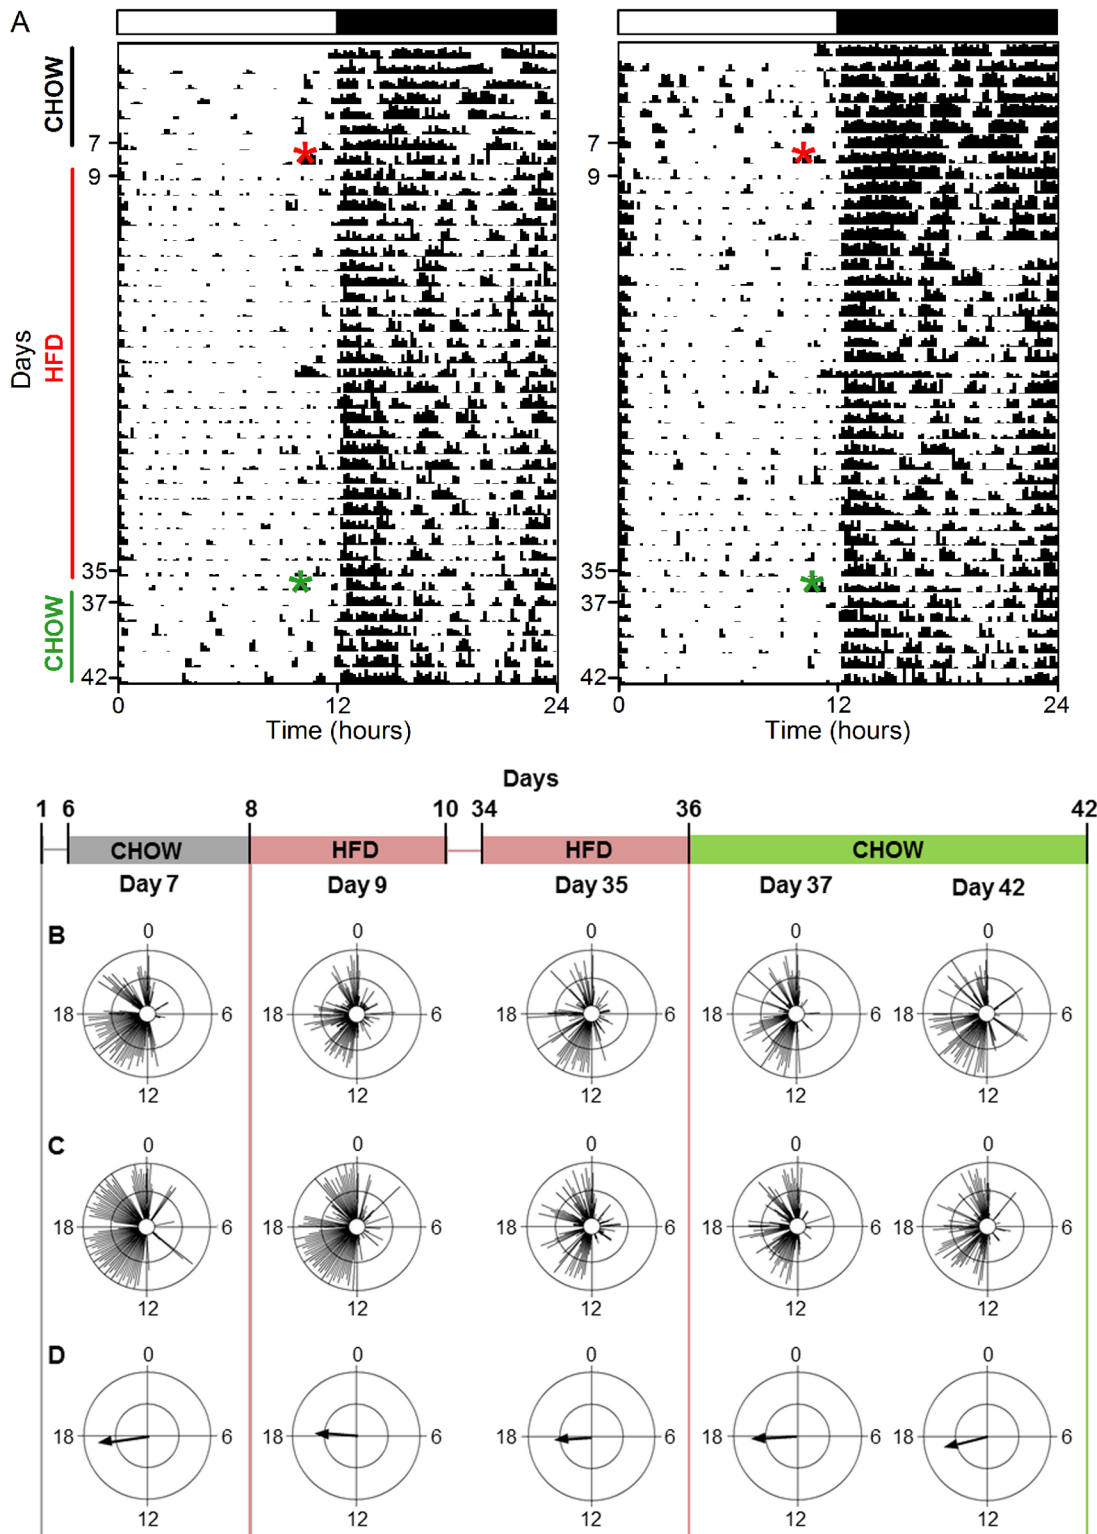 A
CHOW
HFD
CHOW
Days
7
9
35
37
42
0 12 24
Time (hours)
7
9
35
37
42
0 12 24
Time (hours)
Days
1 6 8 10 34 36 42
CHOW HFD HFD CHOW
Day 7 Day 9 Day 35 Day 37 Day 42
B
0 0 0 0 0
18 6 18 6 18 6 18 6 18 6
12 12 12 12 12
C
0 0 0 0 0
18 6 18 6 18 6 18 6 18 6
12 12 12 12 12
D
0 0 0 0 0
18 6 18 6 18 6 18 6 18 6
12 12 12 12 12